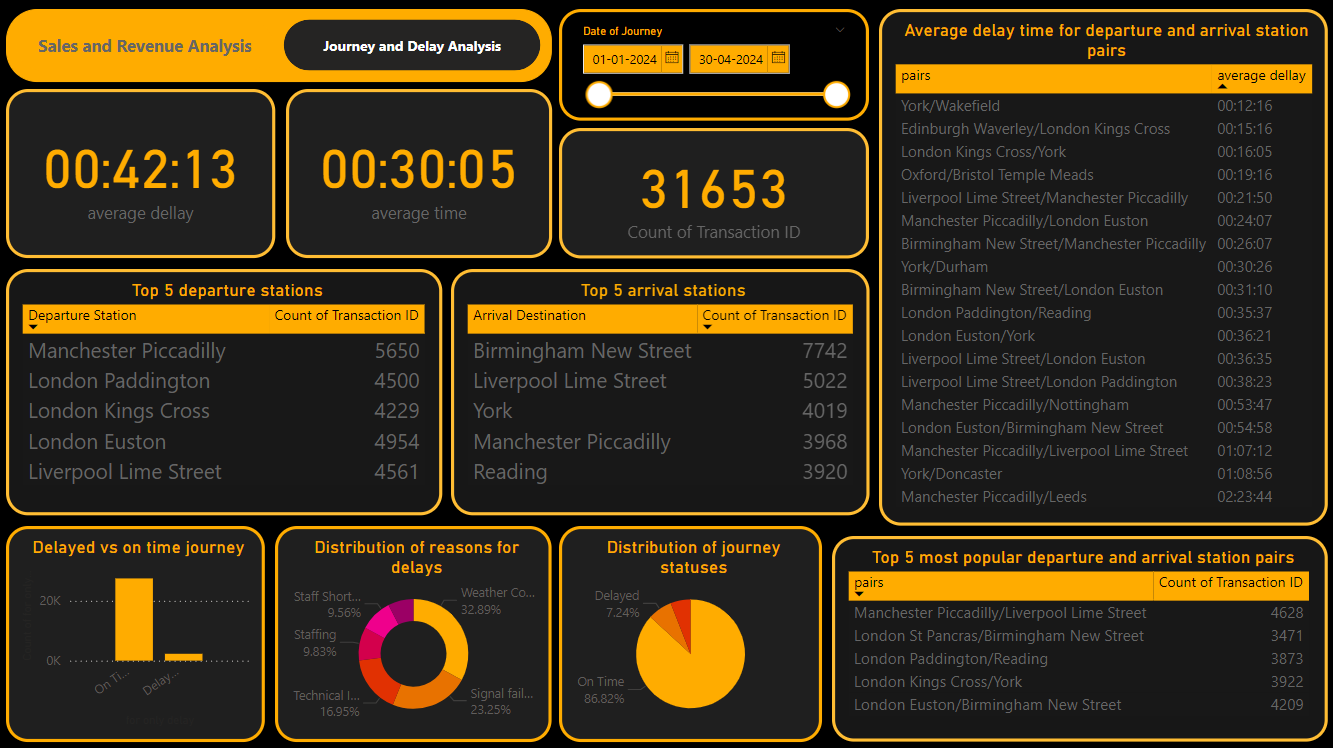 Sales and Revenue Analysis
Journey and Delay Analysis
Date of Journey
01-01-2024 30-04-2024
00:42:13
average dellay
00:30:05
average time
31653
Count of Transaction ID
Average delay time for departure and arrival station
pairs
pairs average dellay
York/Wakefield 00:12:16
Edinburgh Waverley/London Kings Cross 00:15:16
London Kings Cross/York 00:16:05
Oxford/Bristol Temple Meads 00:19:16
Liverpool Lime Street/Manchester Piccadilly 00:21:50
Manchester Piccadilly/London Euston 00:24:07
Birmingham New Street/Manchester Piccadilly 00:26:07
York/Durham 00:30:26
Birmingham New Street/London Euston 00:31:10
London Paddington/Reading 00:35:37
London Euston/York 00:36:21
Liverpool Lime Street/London Euston 00:36:35
Liverpool Lime Street/London Paddington 00:38:23
Manchester Piccadilly/Nottingham 00:53:47
London Euston/Birmingham New Street 00:54:58
Manchester Piccadilly/Liverpool Lime Street 01:07:12
York/Doncaster 01:08:56
Manchester Piccadilly/Leeds 02:23:44
Top 5 departure stations
Departure Station Count of Transaction ID
Manchester Piccadilly 5650
London Paddington 4500
London Kings Cross 4229
London Euston 4954
Liverpool Lime Street 4561
Top 5 arrival stations
Arrival Destination Count of Transaction ID
Birmingham New Street 7742
Liverpool Lime Street 5022
York 4019
Manchester Piccadilly 3968
Reading 3920
Delayed vs on time journey
20K
0K
On Ti...
Delay...
Distribution of reasons for
delays
Staff Short...
9.56%
Weather Co...
32.89%
Staffing
9.83%
Technical I...
16.95%
Signal fail...
23.25%
Distribution of journey
statuses
Delayed
7.24%
On Time
86.82%
Top 5 most popular departure and arrival station pairs
pairs Count of Transaction ID
Manchester Piccadilly/Liverpool Lime Street 4628
London St Pancras/Birmingham New Street 3471
London Paddington/Reading 3873
London Kings Cross/York 3922
London Euston/Birmingham New Street 4209